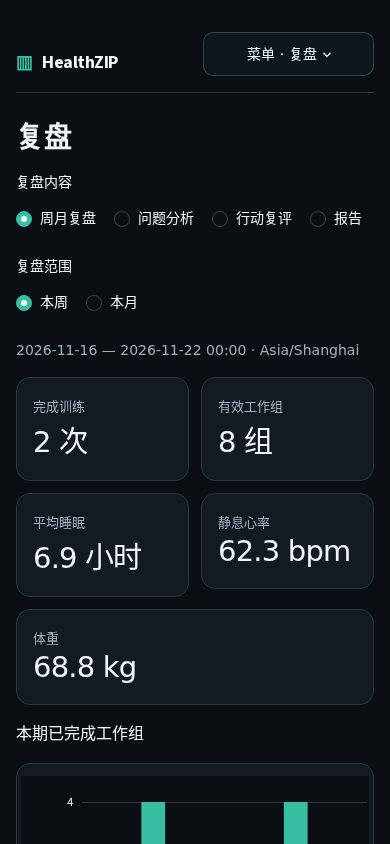 HealthZIP
菜单 · 复盘
复盘
复盘内容
周月复盘 问题分析 行动复评 报告
复盘范围
本周 本月
2026-11-16 — 2026-11-22 00:00 · Asia/Shanghai
完成训练
2 次
有效工作组
8 组
平均睡眠
6.9 小时
静息心率
62.3 bpm
体重
68.8 kg
本期已完成工作组
4